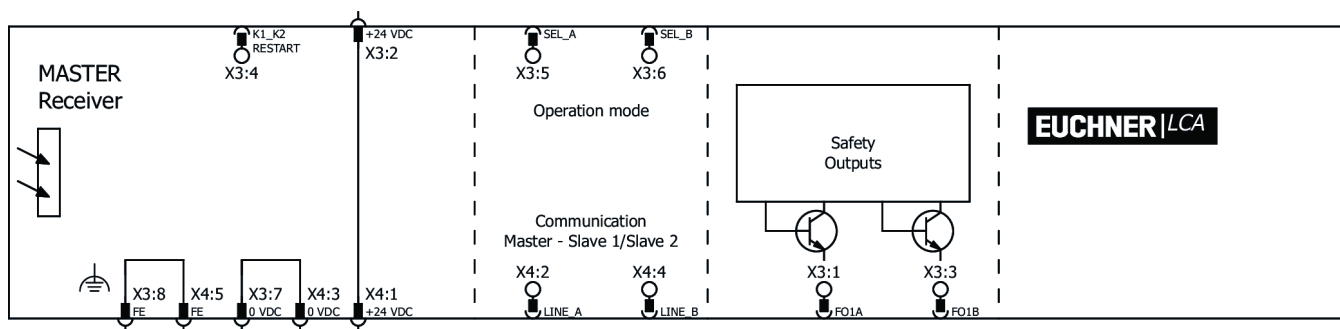 K1_K2
RESTART
X3:4
+24 VDC
X3:2
SEL_A
X3:5
SEL_B
X3:6
MASTER
Receiver
Operation mode
EUCHNER|LCA
Safety
Outputs
Communication
Master - Slave 1/Slave 2
X3:8
FE
X4:5
FE
X3:7
0 VDC
X4:3
0 VDC
X4:1
+24 VDC
X4:2
LINE_A
X4:4
LINE_B
X3:1
FO1A
X3:3
FO1B